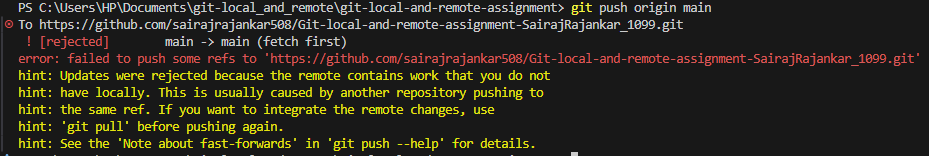 PS C:\Users\HP\Documents\git-local_and_remote\git-local-and-remote-assignment> git push origin main
To https://github.com/sairajrajankar508/Git-local-and-remote-assignment-SairajRajankar_1099.git
 ! [rejected]        main -> main (fetch first)
error: failed to push some refs to 'https://github.com/sairajrajankar508/Git-local-and-remote-assignment-SairajRajankar_1099.git'
hint: Updates were rejected because the remote contains work that you do not
hint: have locally. This is usually caused by another repository pushing to
hint: the same ref. If you want to integrate the remote changes, use
hint: 'git pull' before pushing again.
hint: See the 'Note about fast-forwards' in 'git push --help' for details.